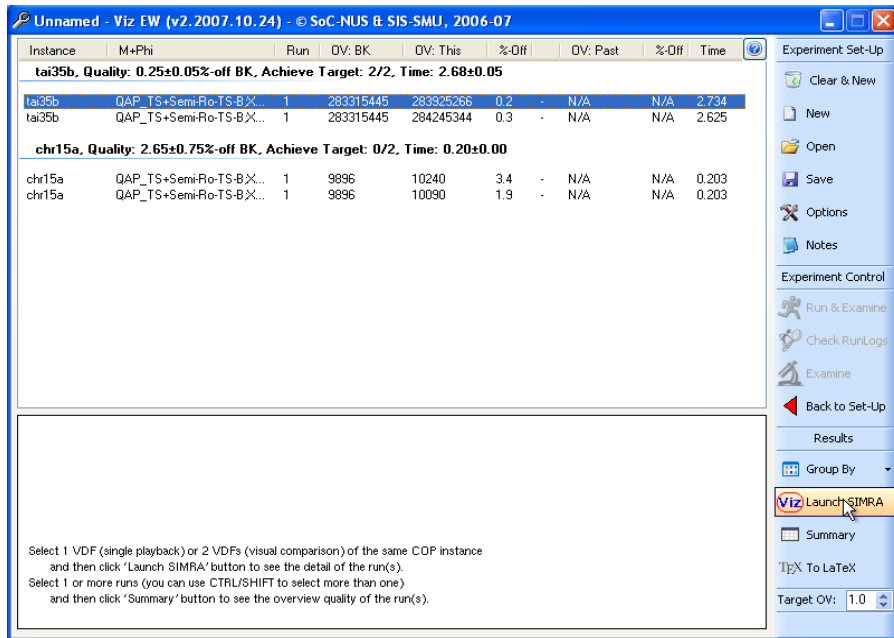 Unnamed - Viz EW (v2.2007.10.24) - © SoC-NUS & SIS-SMU, 2006-07
Instance M+Phi Run OV: BK OV: This %-Off OV: Past %-Off Time
tai35b, Quality: 0.25±0.05%-off BK, Achieve Target: 2/2, Time: 2.68±0.05
tai35b QAP_TS+Semi-Ro-TS-B,X... 1 283315445 283925266 0.2 - N/A N/A 2.734
tai35b QAP_TS+Semi-Ro-TS-B,X... 1 283315445 284245344 0.3 - N/A N/A 2.625
chr15a, Quality: 2.65±0.75%-off BK, Achieve Target: 0/2, Time: 0.20±0.00
chr15a QAP_TS+Semi-Ro-TS-B,X... 1 9896 10240 3.4 - N/A N/A 0.203
chr15a QAP_TS+Semi-Ro-TS-B,X... 1 9896 10090 1.9 - N/A N/A 0.203
Select 1 VDF (single playback) or 2 VDFs (visual comparison) of the same COP instance
and then click 'Launch SIMRA' button to see the detail of the run(s).
Select 1 or more runs (you can use CTRL/SHIFT to select more than one)
and then click 'Summary' button to see the overview quality of the run(s).
Experiment Set-Up
Clear & New
New
Open
Save
Options
Notes
Experiment Control
Run & Examine
Check RunLogs
Examine
Back to Set-Up
Results
Group By
Viz Launch SIMRA
Summary
TEX To LaTeX
Target OV: 1.0